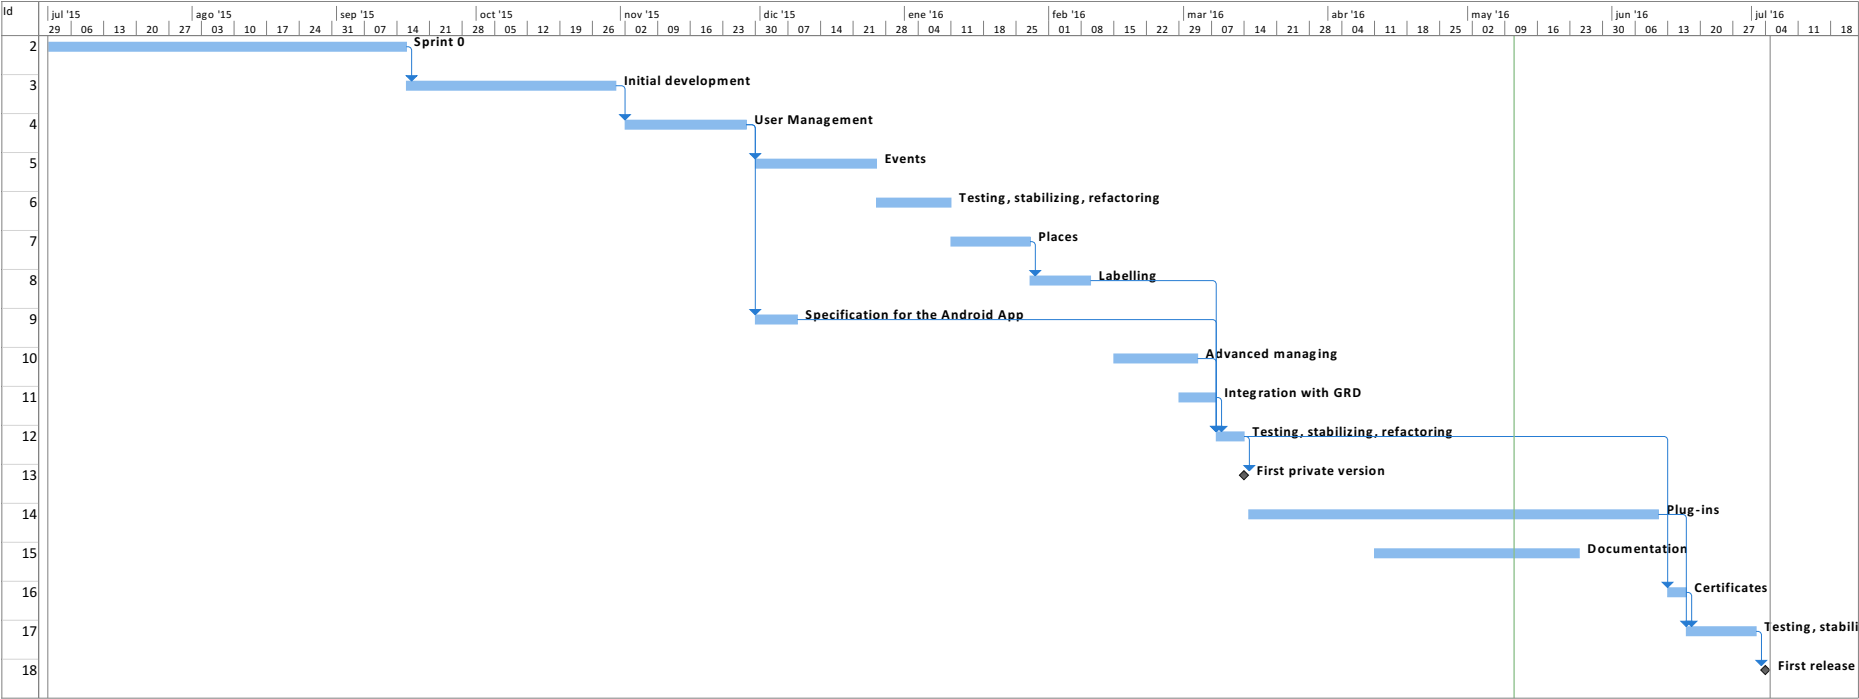 Id
jul '15 ago '15 sep '15 oct '15 nov '15 dic '15 ene '16 feb '16 mar '16 abr '16 may '16 jun '16 jul '16
29 06 13 20 27 03 10 17 24 31 07 14 21 28 05 12 19 26 02 09 16 23 30 07 14 21 28 04 11 18 25 01 08 15 22 29 07 14 21 28 04 11 18 25 02 09 16 23 30 06 13 20 27 04 11 18
2 Sprint 0
3 Initial development
4 User Management
5 Events
6 Testing, stabilizing, refactoring
7 Places
8 Labelling
9 Specification for the Android App
10 Advanced managing
11 Integration with GRD
12 Testing, stabilizing, refactoring
13 First private version
14 Plug-ins
15 Documentation
16 Certificates
17 Testing, stabili
18 First release